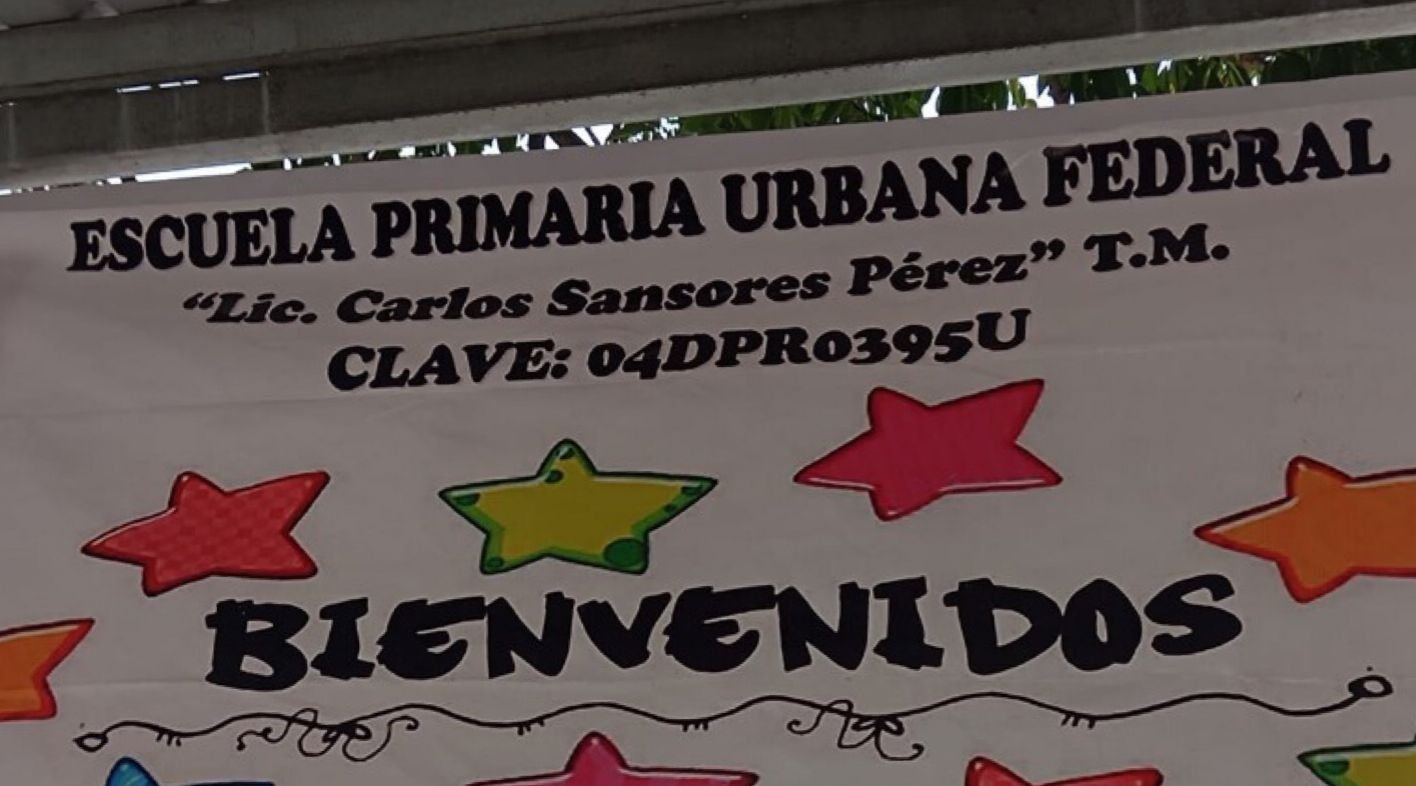 ESCUELA PRIMARIA URBANA FEDERAL
“Lic. Carlos Sansores Pérez” T.M.
CLAVE: 04DPR0395U
BIENVENIDOS